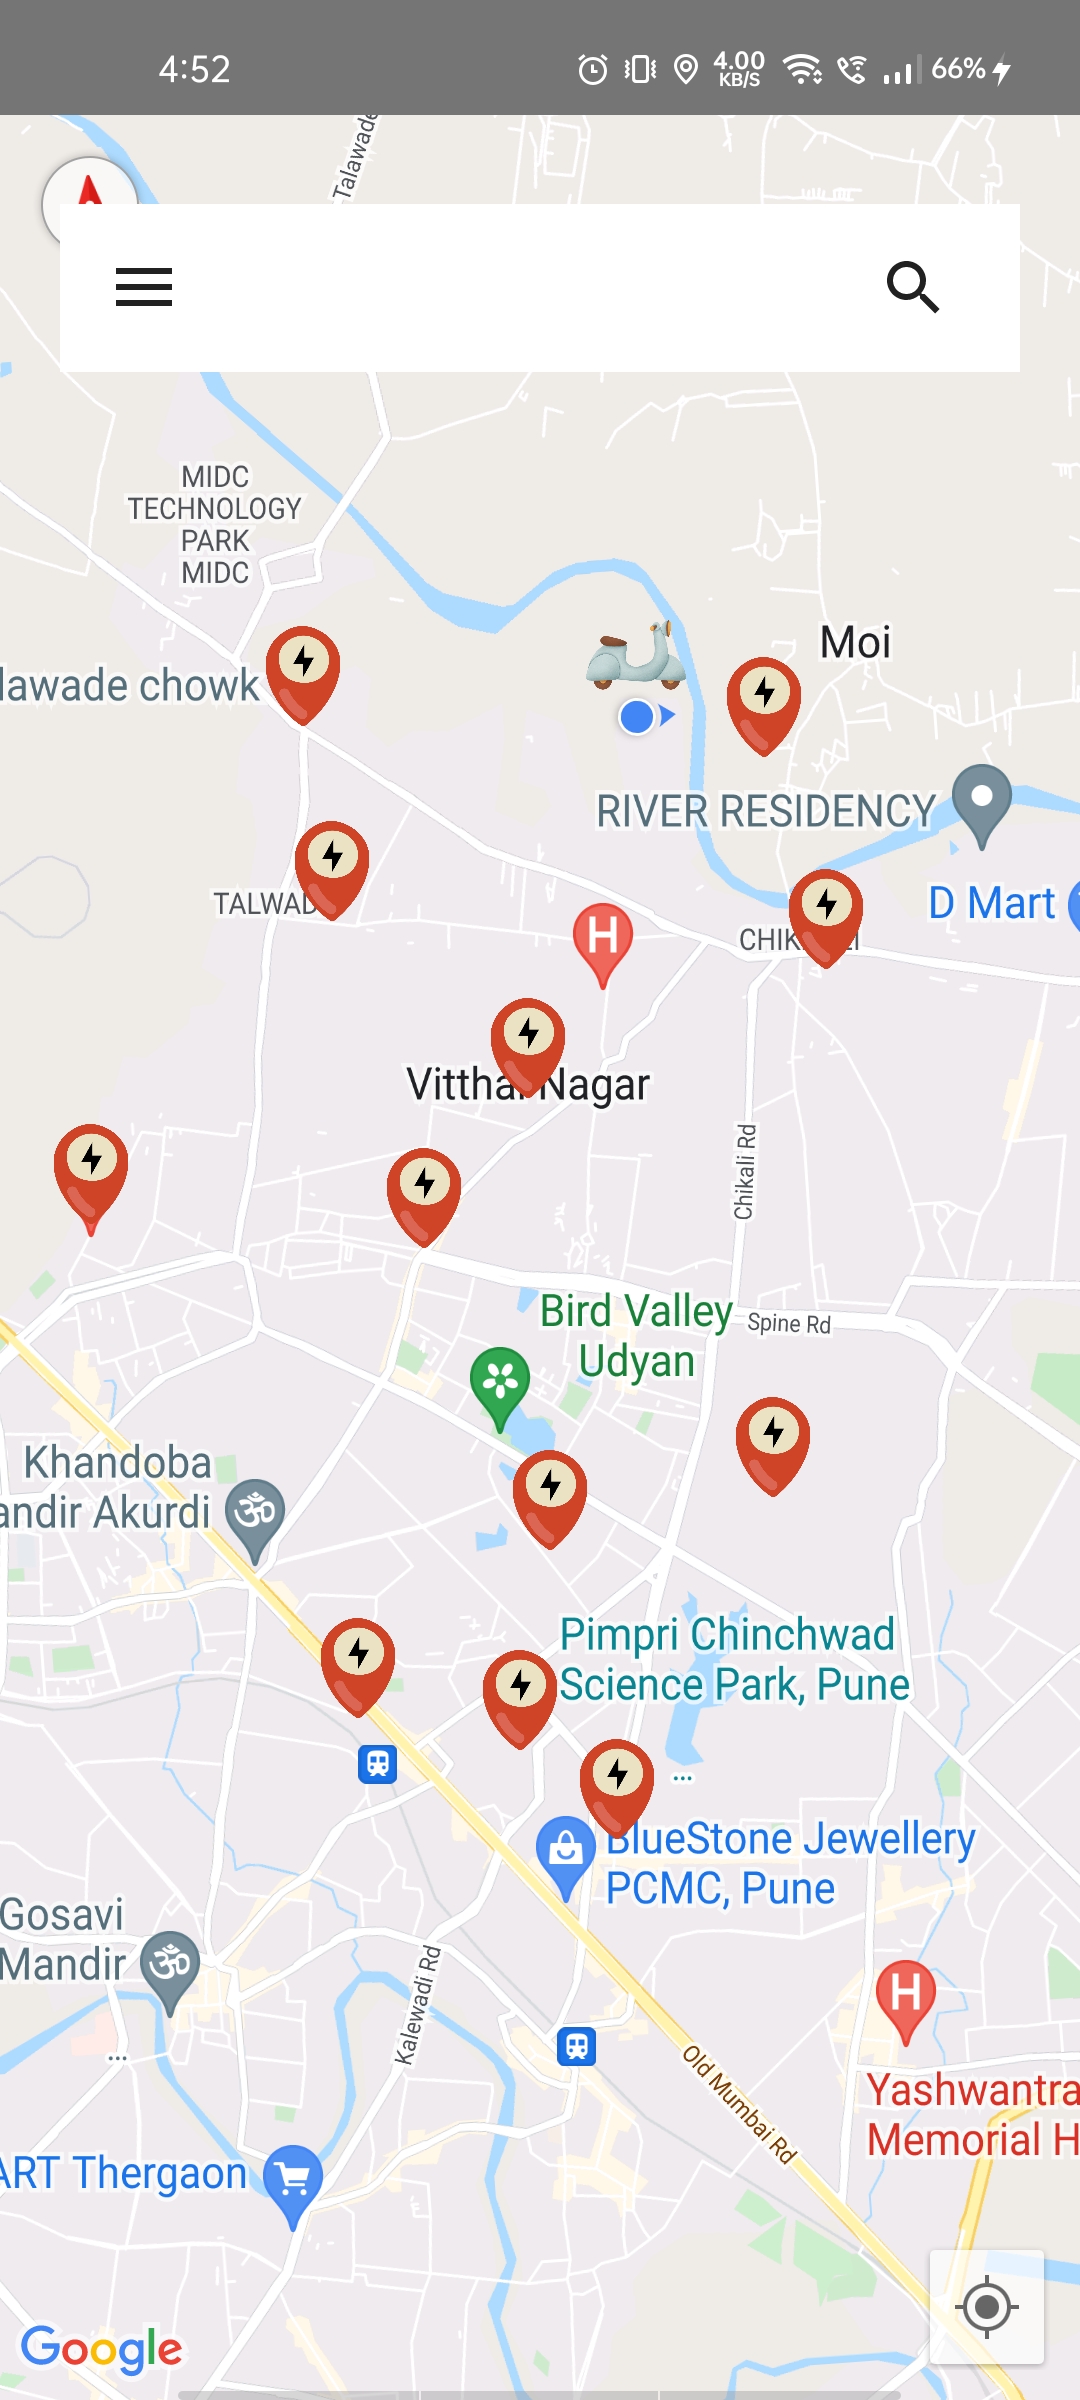 4:52
4.00
KB/S
66%
Talawade
MIDC
TECHNOLOGY
PARK
MIDC
Moi
lawade chowk
RIVER RESIDENCY
D Mart
TALWAD
H
Vitthal Nagar
Chikali Rd
Bird Valley
Udyan
Spine Rd
Khandoba
andir Akurdi
ॐ
Pimpri Chinchwad
Science Park, Pune
...
BlueStone Jewellery
PCMC, Pune
Gosavi
Mandir
ॐ
...
Kalewadi Rd
H
Old Mumbai Rd
Yashwantra
Memorial H
ART Thergaon
Google